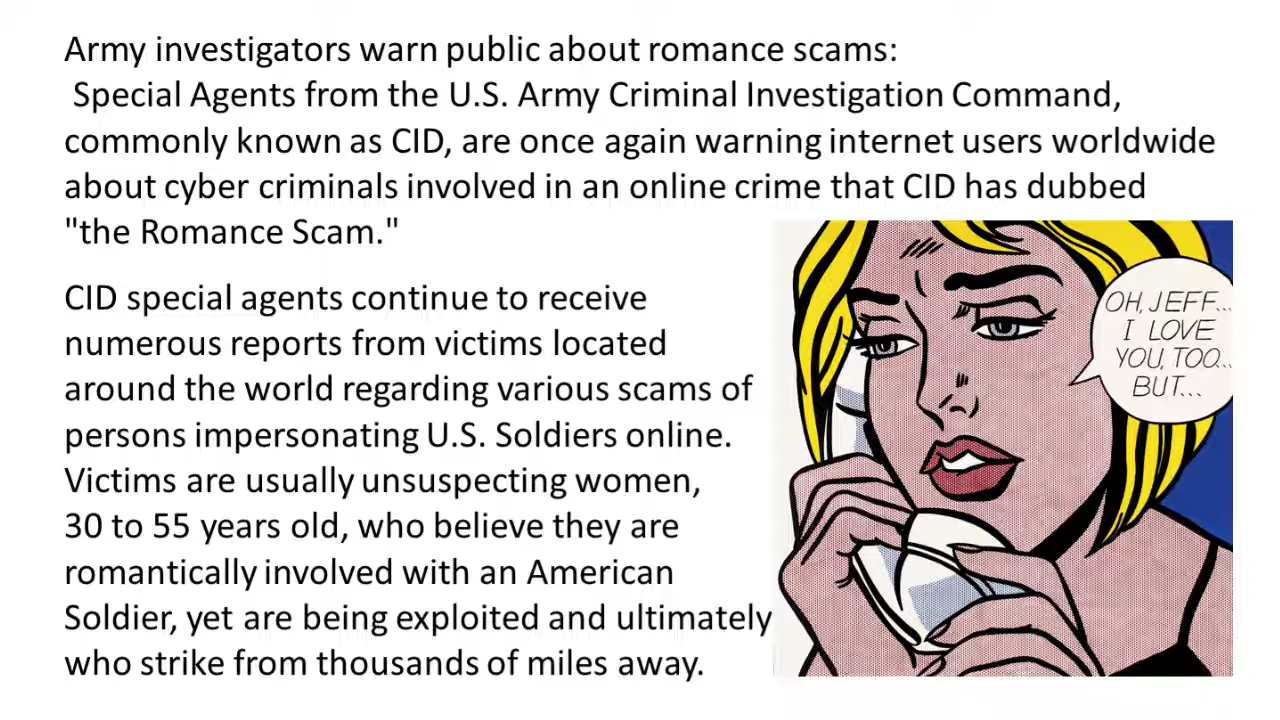 Army investigators warn public about romance scams:
Special Agents from the U.S. Army Criminal Investigation Command,
commonly known as CID, are once again warning internet users worldwide
about cyber criminals involved in an online crime that CID has dubbed
"the Romance Scam."
CID special agents continue to receive
numerous reports from victims located
around the world regarding various scams of
persons impersonating U.S. Soldiers online.
Victims are usually unsuspecting women,
30 to 55 years old, who believe they are
romantically involved with an American
Soldier, yet are being exploited and ultimately
who strike from thousands of miles away.
OH, JEFF...
I LOVE
YOU, TOO...
BUT...